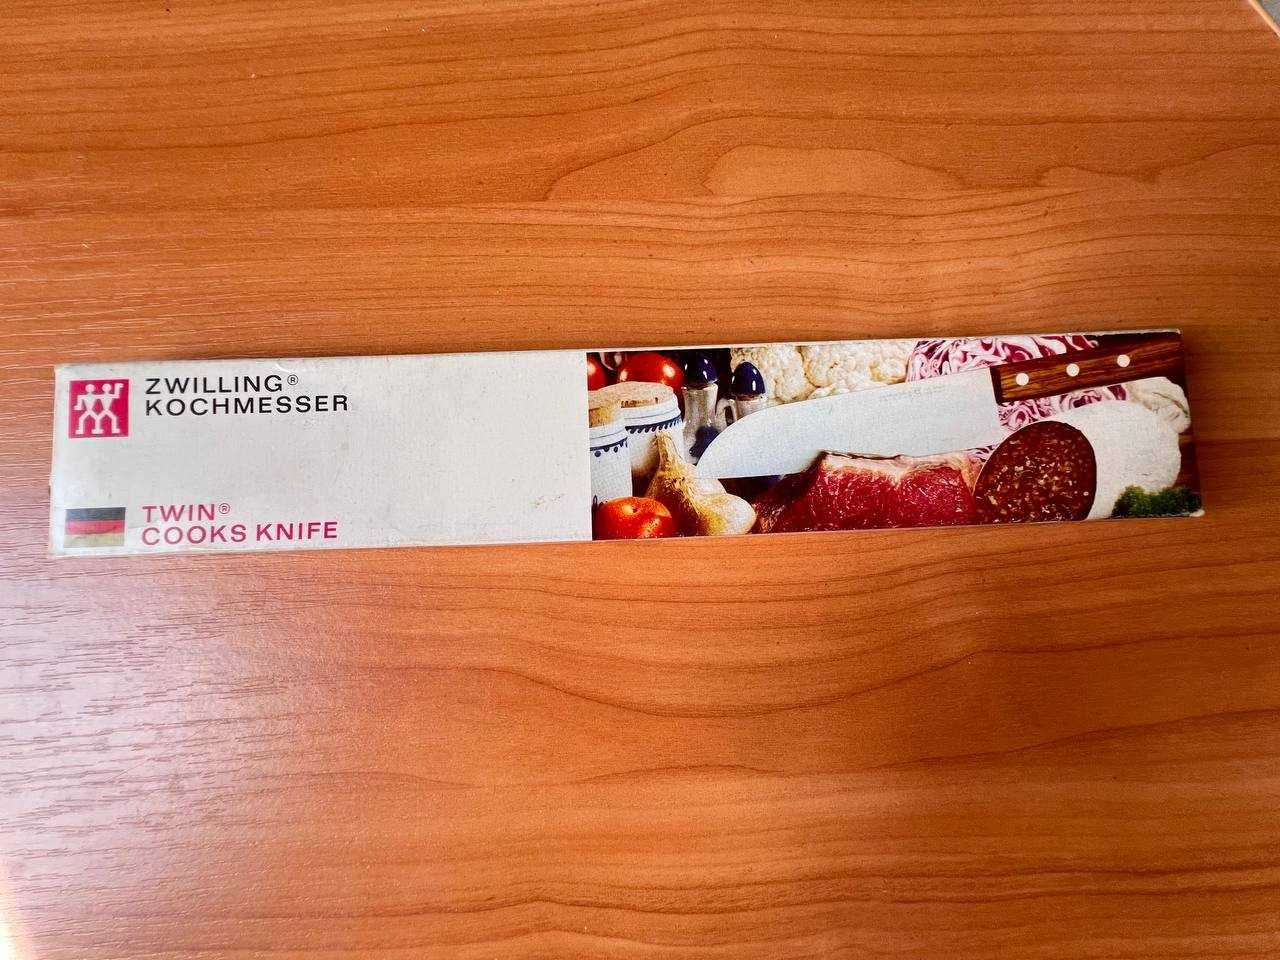 ZWILLING®
KOCHMESSER
TWIN®
COOKS KNIFE